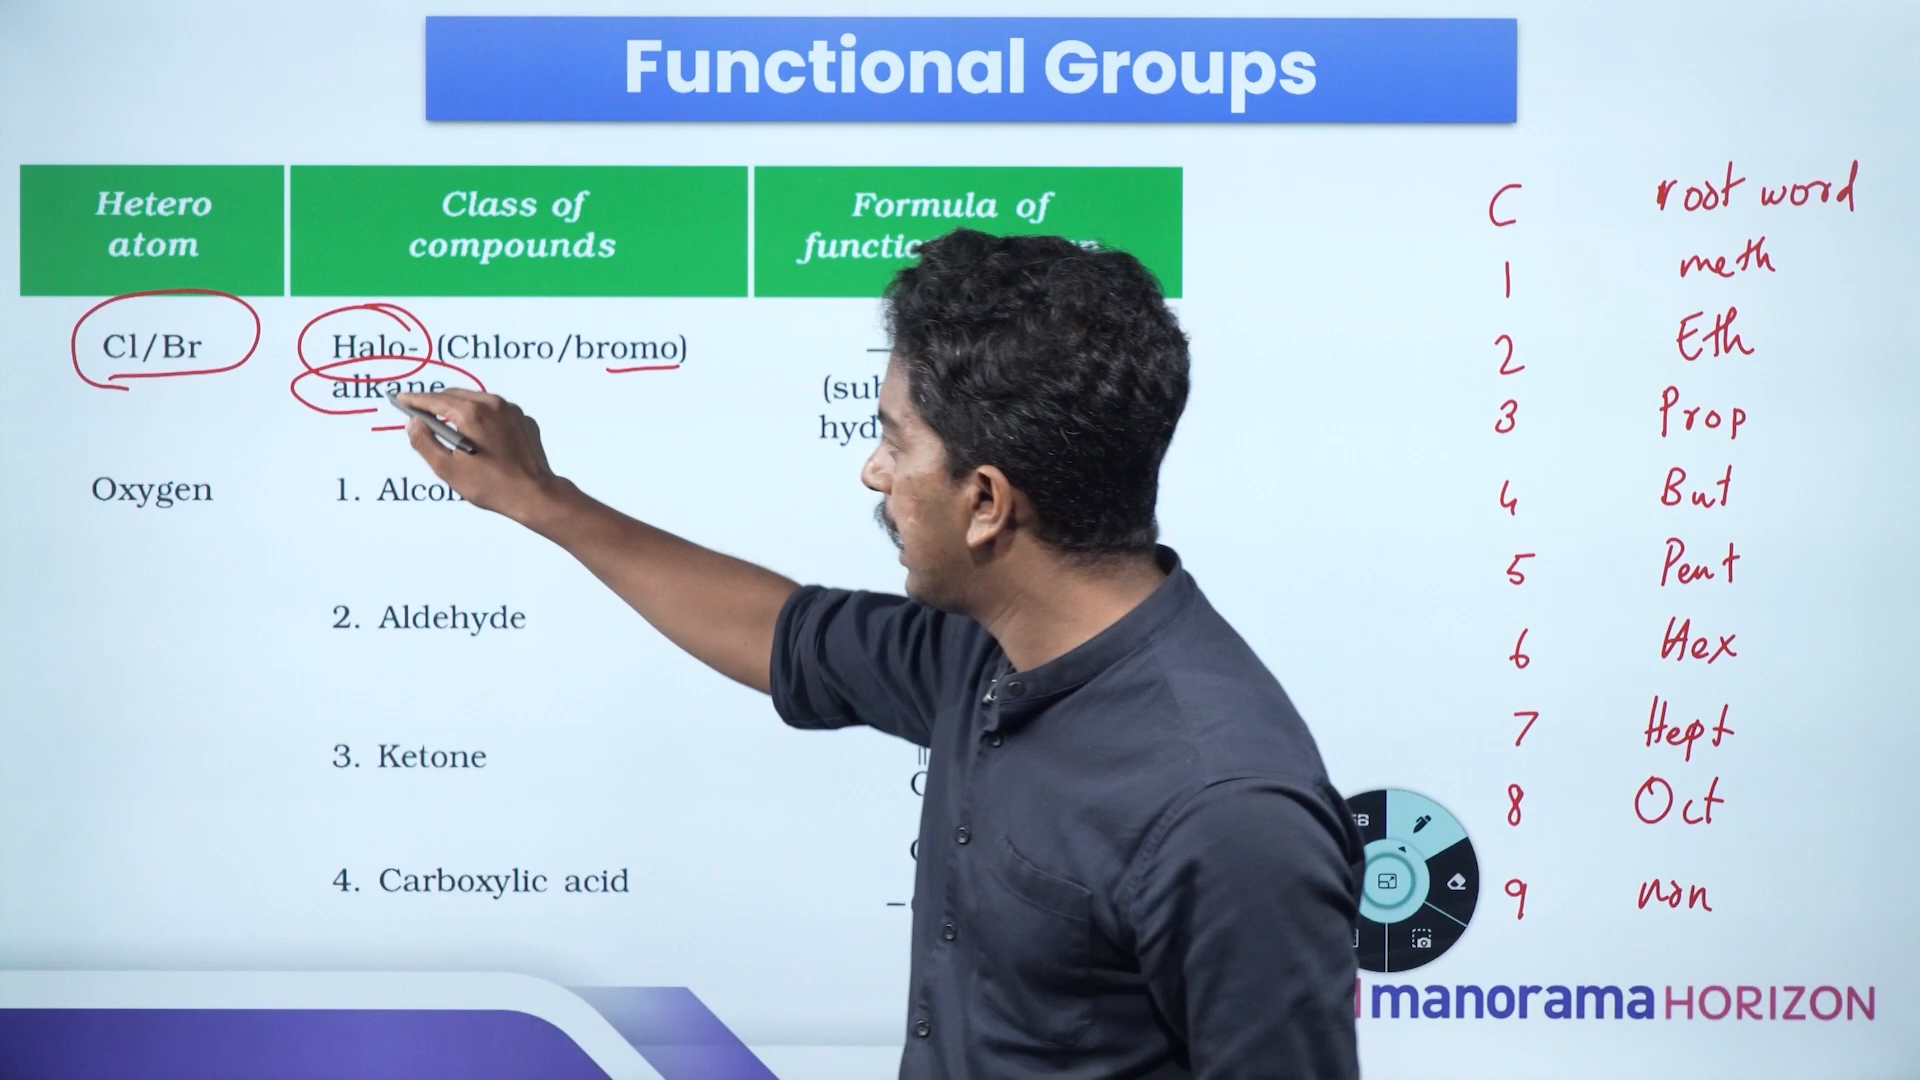 Functional Groups
Hetero
atom
Class of
compounds
Formula of
Cl/Br
Halo- (Chloro/bromo)
alkane
Oxygen
1.
2. Aldehyde
3. Ketone
4. Carboxylic acid
C root word
1 meth
2 Eth
3 Prop
4 But
5 Pent
6 Hex
7 Hept
8 Oct
9 non
manorama HORIZON